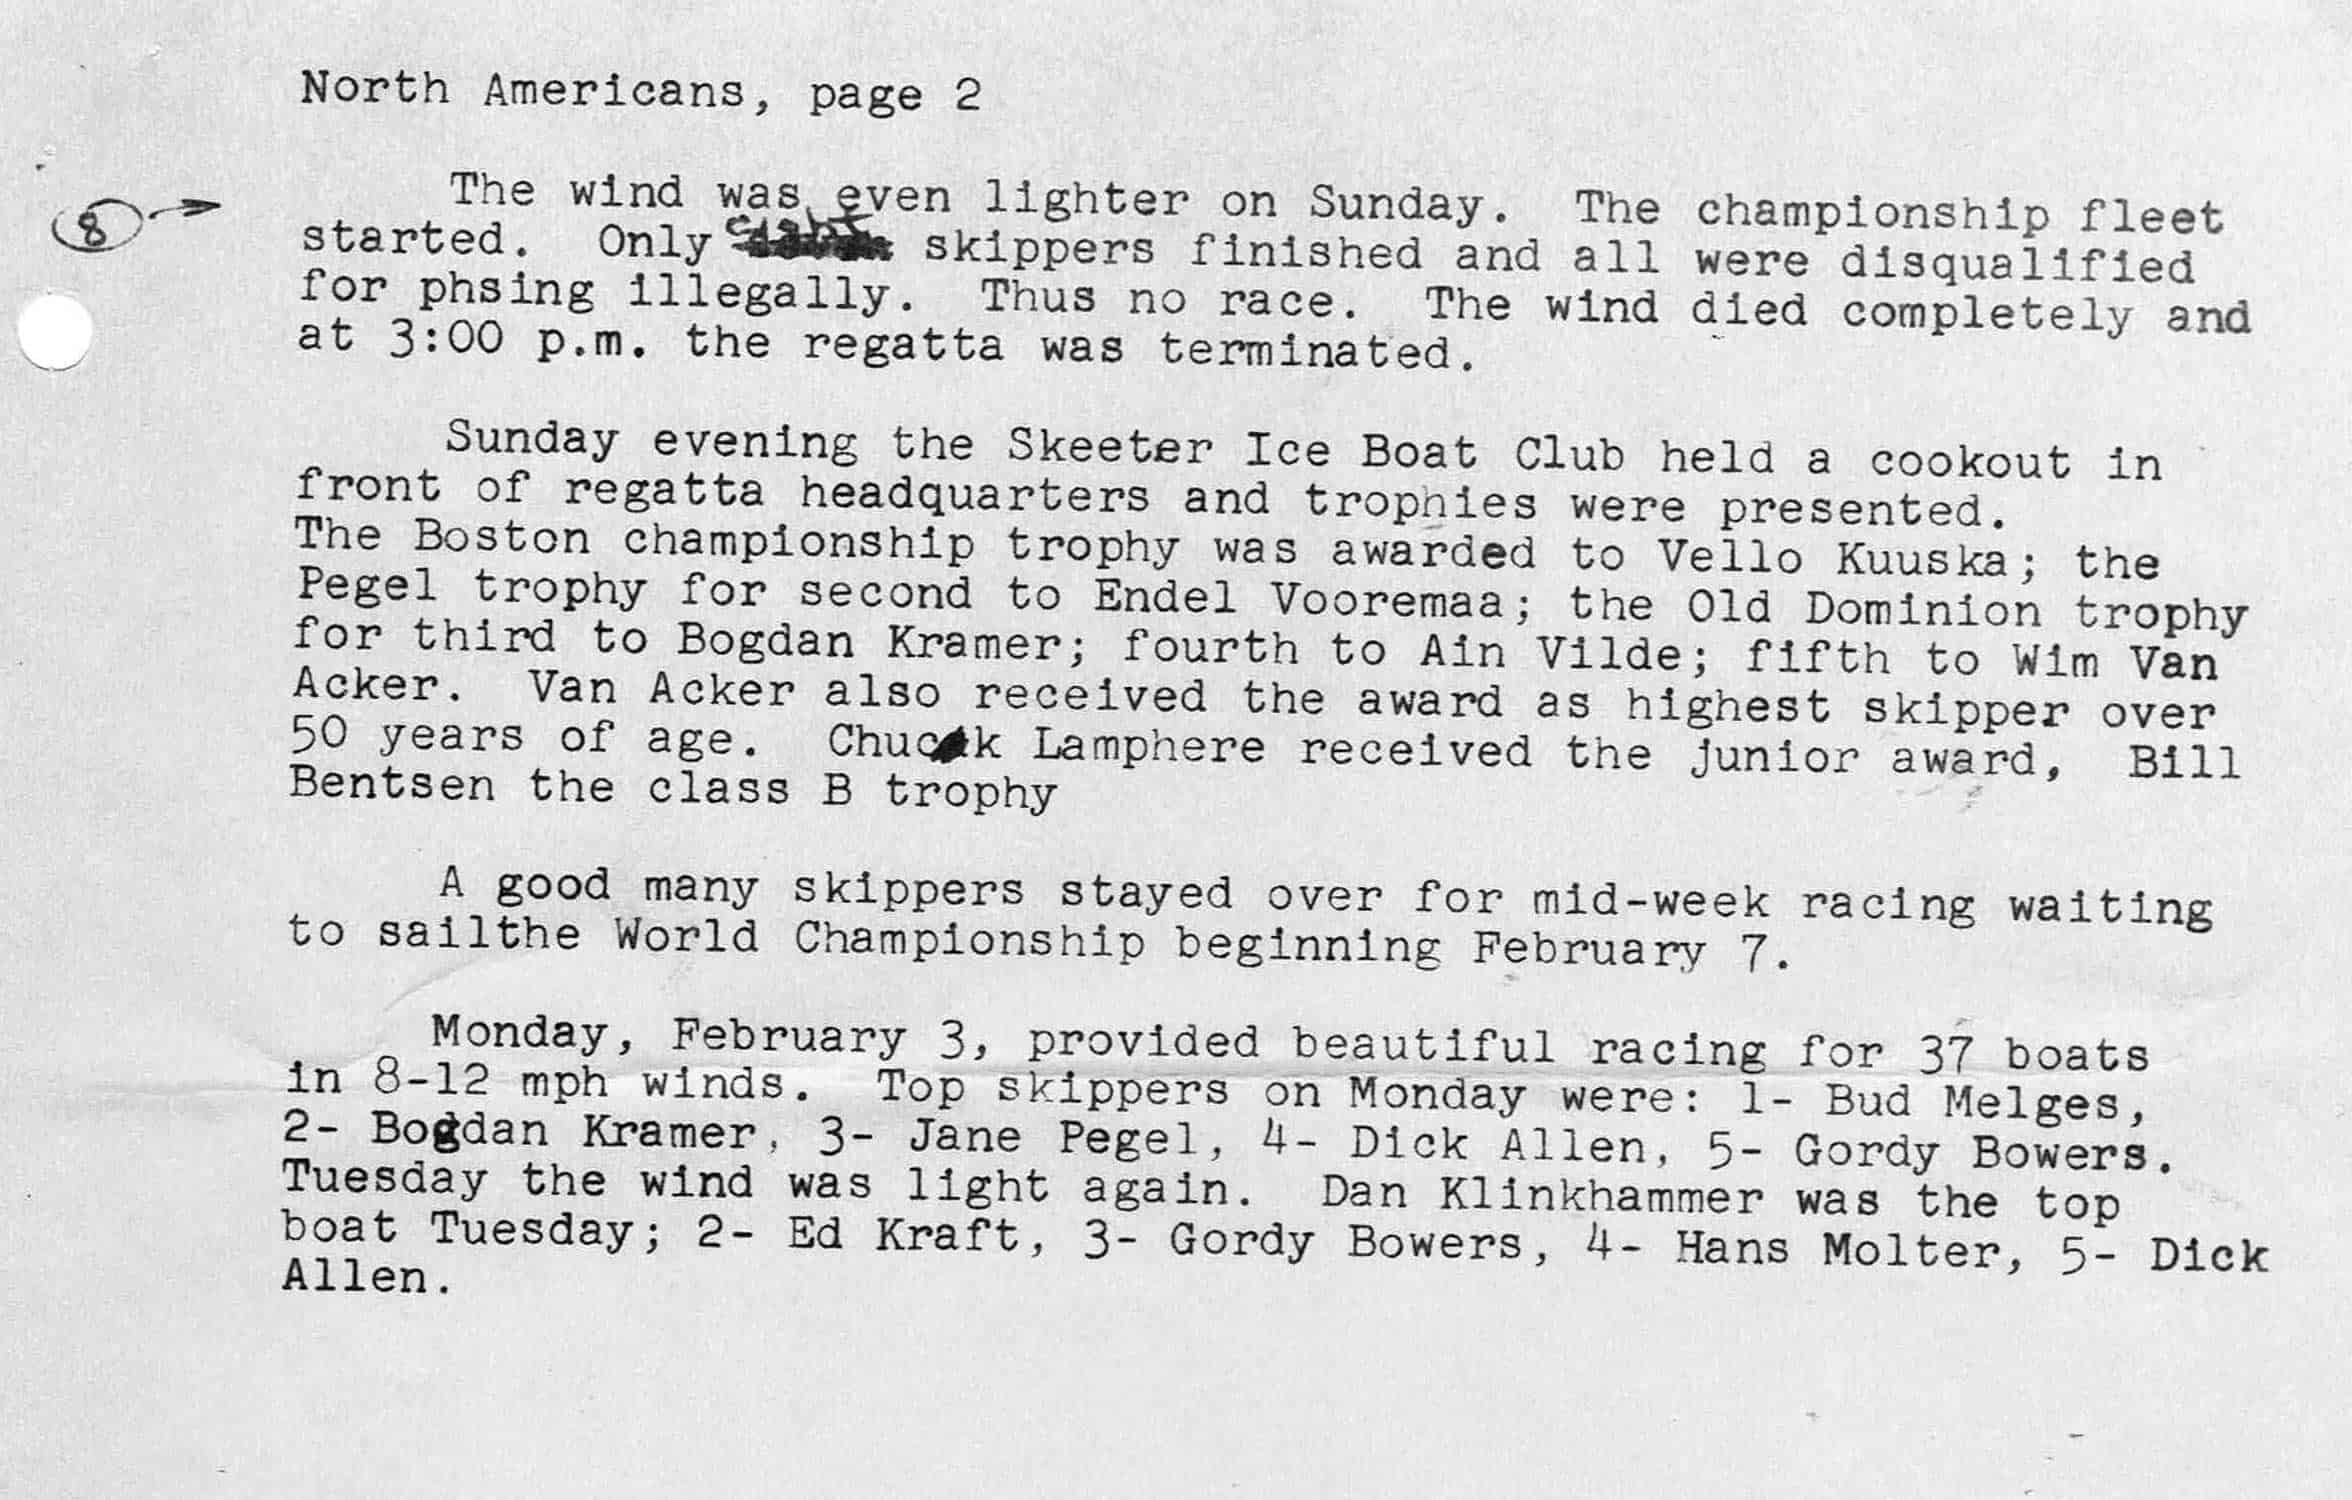 North Americans, page 2
The wind was even lighter on Sunday. The championship fleet
8
started. Only eight skippers finished and all were disqualified
for phsing illegally. Thus no race. The wind died completely and
at 3:00 p.m. the regatta was terminated.
Sunday evening the Skeeter Ice Boat Club held a cookout in
front of regatta headquarters and trophies were presented.
The Boston championship trophy was awarded to Vello Kuuska; the
Pegel trophy for second to Endel Vooremaa; the Old Dominion trophy
for third to Bogdan Kramer; fourth to Ain Vilde; fifth to Wim Van
Acker. Van Acker also received the award as highest skipper over
50 years of age. Chuck Lamphere received the junior award, Bill
Bentsen the class B trophy
A good many skippers stayed over for mid-week racing waiting
to sailthe World Championship beginning February 7.
Monday, February 3, provided beautiful racing for 37 boats
in 8-12 mph winds. Top skippers on Monday were: 1- Bud Melges,
2- Bogdan Kramer, 3- Jane Pegel, 4- Dick Allen, 5- Gordy Bowers.
Tuesday the wind was light again. Dan Klinkhammer was the top
boat Tuesday; 2- Ed Kraft, 3- Gordy Bowers, 4- Hans Molter, 5- Dick
Allen.